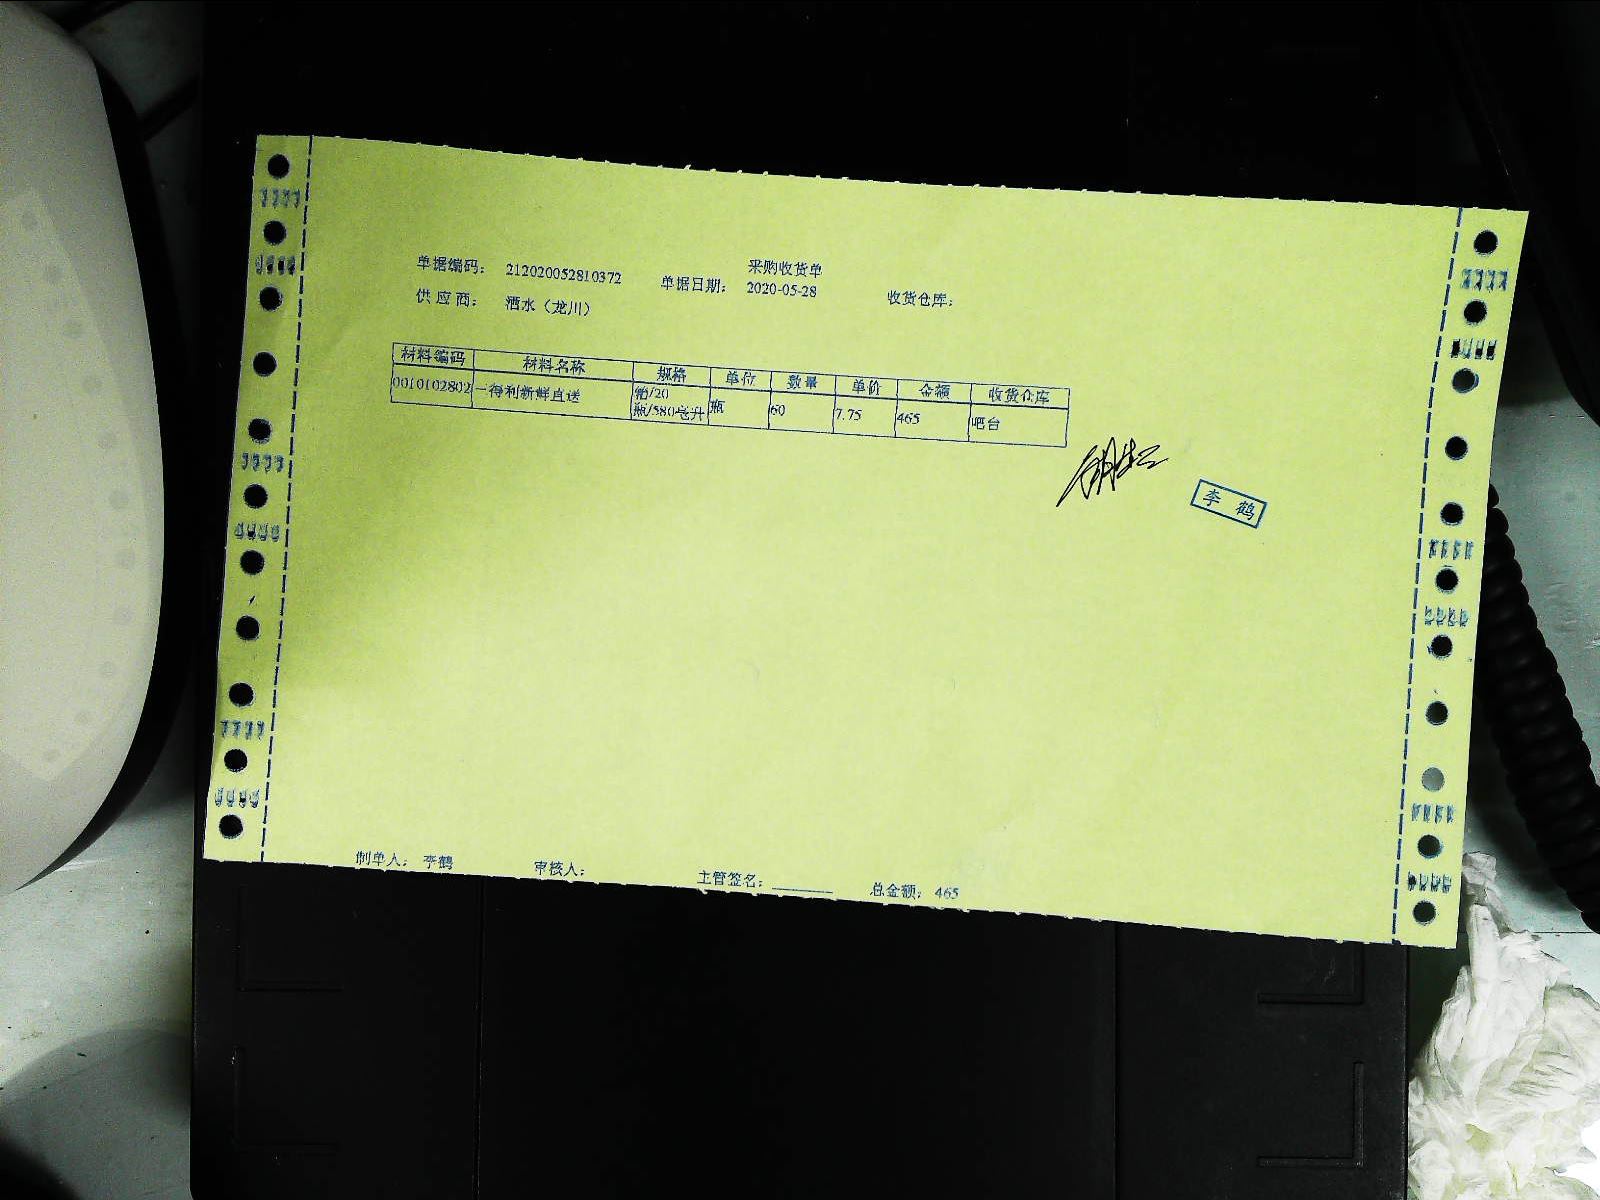 采购收货单
单据编码： 212020052810372 单据日期： 2020-05-28 收货仓库：
供 应 商： 酒水（龙川）
材料编码 材料名称 规格 单位 数量 单价 金额 收货仓库
0010102802 一得利新鲜直送 箱/20 瓶/580毫升 瓶 60 7.75 465 吧台
李 鹤
制单人： 李鹤 审核人： 主管签名：________ 总金额： 465